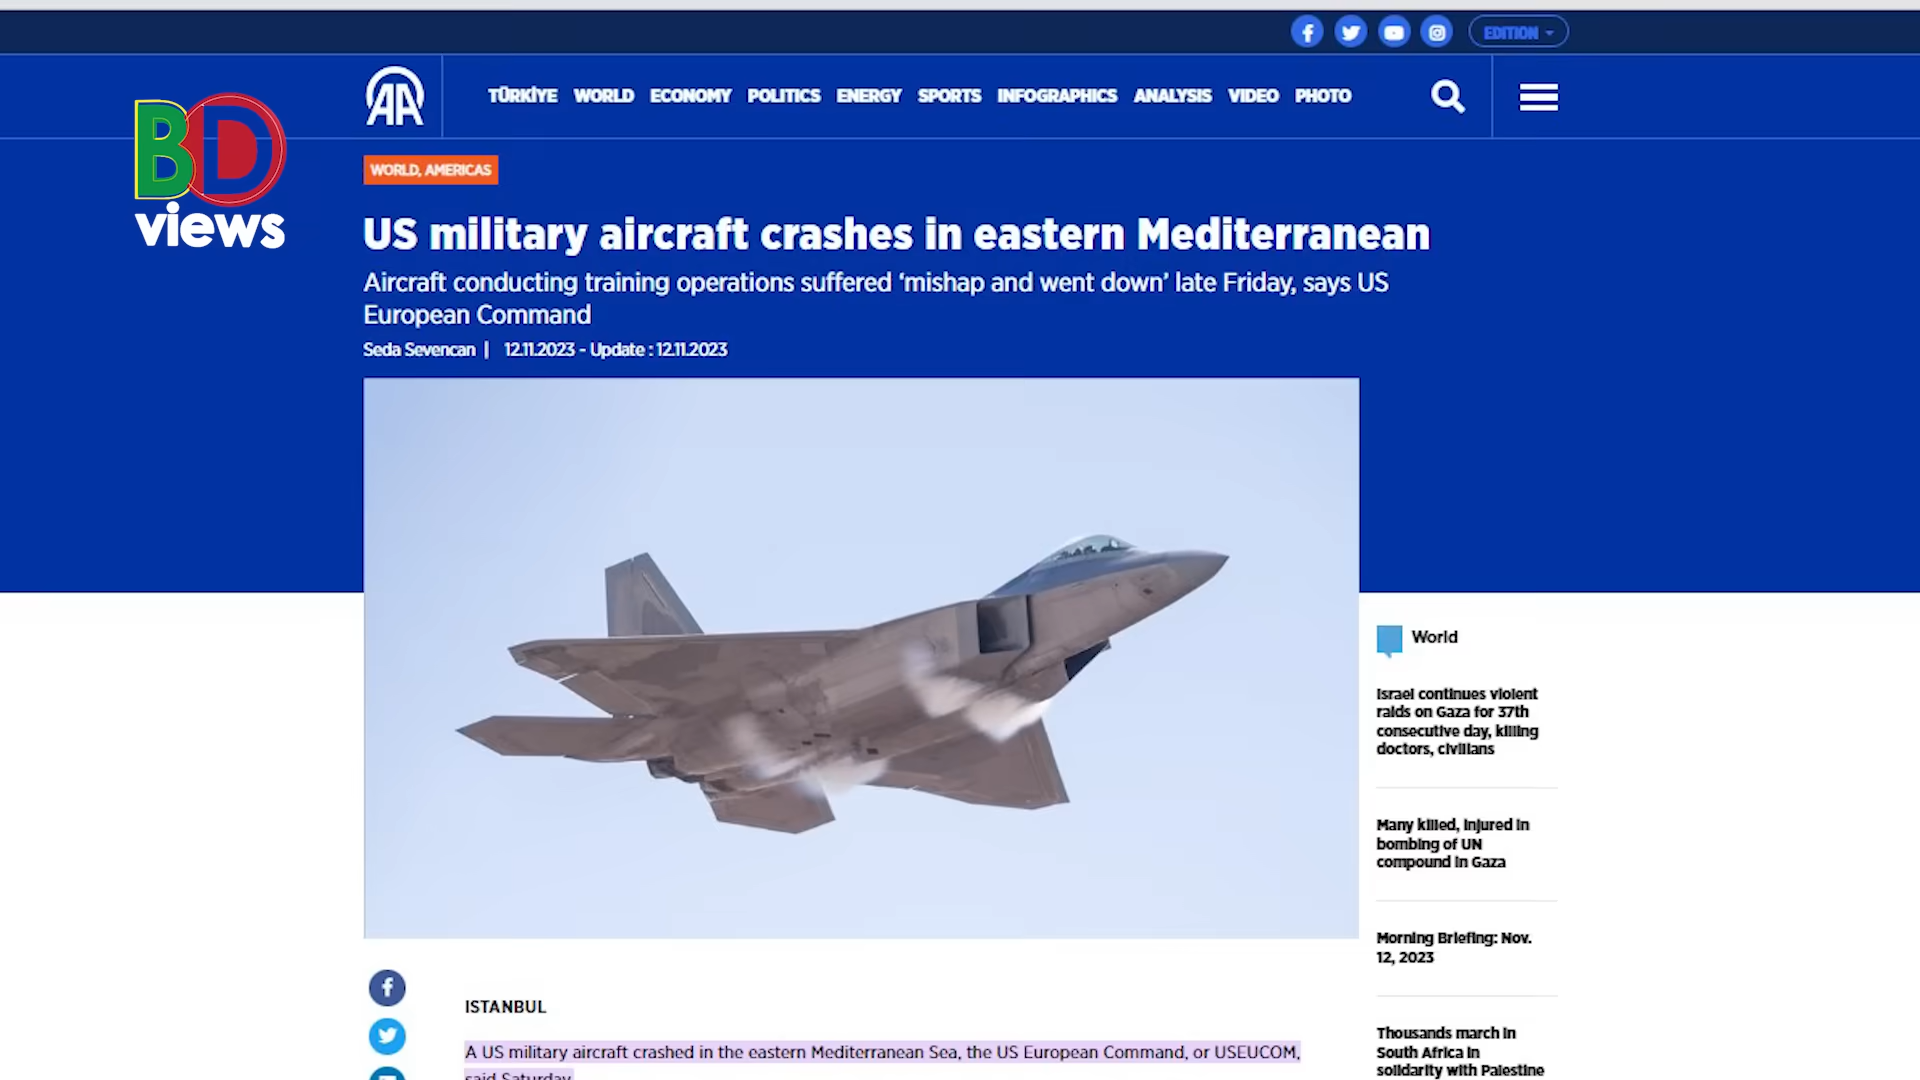 EDITION
AA
TÜRKİYE WORLD ECONOMY POLITICS ENERGY SPORTS INFOGRAPHICS ANALYSIS VIDEO PHOTO
BD
views
WORLD, AMERICAS
US military aircraft crashes in eastern Mediterranean
Aircraft conducting training operations suffered ‘mishap and went down’ late Friday, says US
European Command
Seda Sevencan | 12.11.2023 - Update : 12.11.2023
World
Israel continues violent
raids on Gaza for 37th
consecutive day, killing
doctors, civilians
Many killed, injured in
bombing of UN
compound in Gaza
Morning Briefing: Nov.
12, 2023
Thousands march in
South Africa in
solidarity with Palestine
ISTANBUL
A US military aircraft crashed in the eastern Mediterranean Sea, the US European Command, or USEUCOM,
said Saturday.